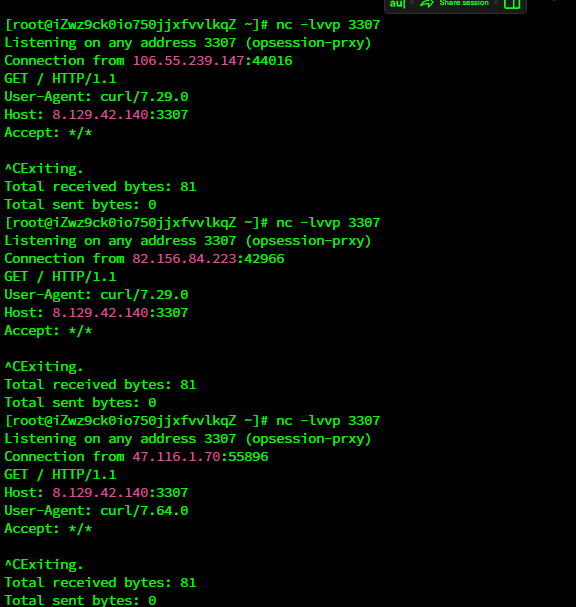 au|
Share session
[root@iZwz9ck0io750jjxfvvlkqZ ~]# nc -lvvp 3307
Listening on any address 3307 (opsession-prxy)
Connection from 106.55.239.147:44016
GET / HTTP/1.1
User-Agent: curl/7.29.0
Host: 8.129.42.140:3307
Accept: */*
^CExiting.
Total received bytes: 81
Total sent bytes: 0
[root@iZwz9ck0io750jjxfvvlkqZ ~]# nc -lvvp 3307
Listening on any address 3307 (opsession-prxy)
Connection from 82.156.84.223:42966
GET / HTTP/1.1
User-Agent: curl/7.29.0
Host: 8.129.42.140:3307
Accept: */*
^CExiting.
Total received bytes: 81
Total sent bytes: 0
[root@iZwz9ck0io750jjxfvvlkqZ ~]# nc -lvvp 3307
Listening on any address 3307 (opsession-prxy)
Connection from 47.116.1.70:55896
GET / HTTP/1.1
Host: 8.129.42.140:3307
User-Agent: curl/7.64.0
Accept: */*
^CExiting.
Total received bytes: 81
Total sent bytes: 0